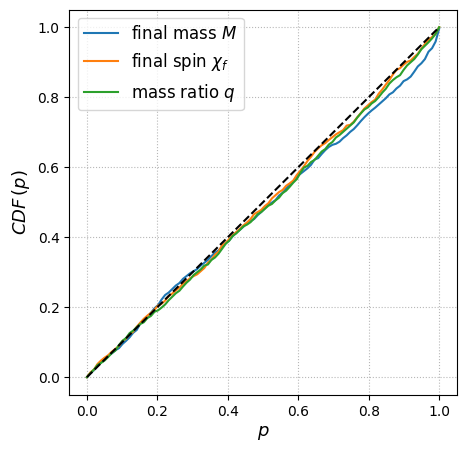 final mass M
final spin χ_f
mass ratio q
CDF (p)
1.0
0.8
0.6
0.4
0.2
0.0
0.0 0.2 0.4 0.6 0.8 1.0
p